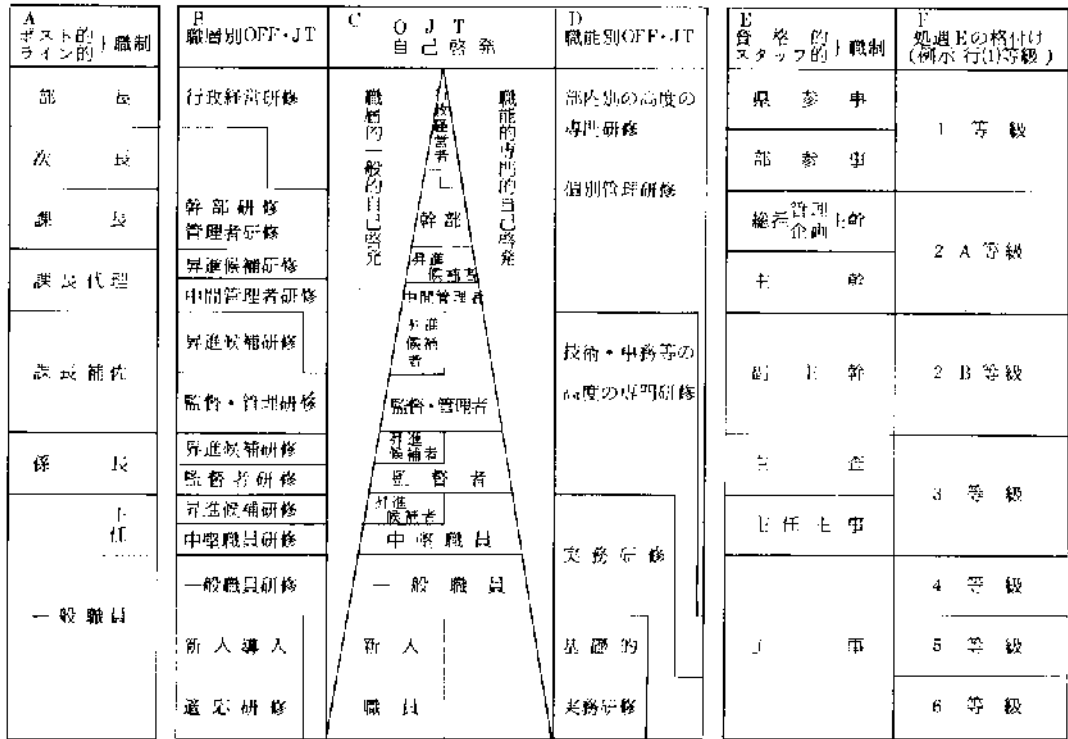 A
ポスト的
ライン的 } 職制
部長
次長
課長
課長代理
課長補佐
係長
一般職員
B
職層別OFF・JT
行政経営研修
幹部研修
管理者研修
昇進候補研修
中間管理者研修
昇進候補研修
監督・管理研修
昇進候補研修
監督者研修
昇進候補研修
中堅職員研修
一般職員研修
新人導入
適応研修
C
OJT
自己啓発
職層的一般的自己啓発
職能的専門的自己啓発
幹部
昇進
候補者
中間管理者
昇進
候補
者
監督・管理者
昇進
候補者
監督者
昇進
候補者
中堅職員
一般職員
新人
職員
D
職能別OFF・JT
部内別の高度の
専門研修
個別管理研修
技術・事務等の
高度の専門研修
実務研修
基礎的
実務研修
E
資格的
スタッフ的 } 職制
県参事
部参事
総括管理企画主幹
主幹
副主幹
主任主事
F
処遇Eの格付け
(例示 行(1)等級)
1等級
2A等級
2B等級
3等級
4等級
5等級
6等級